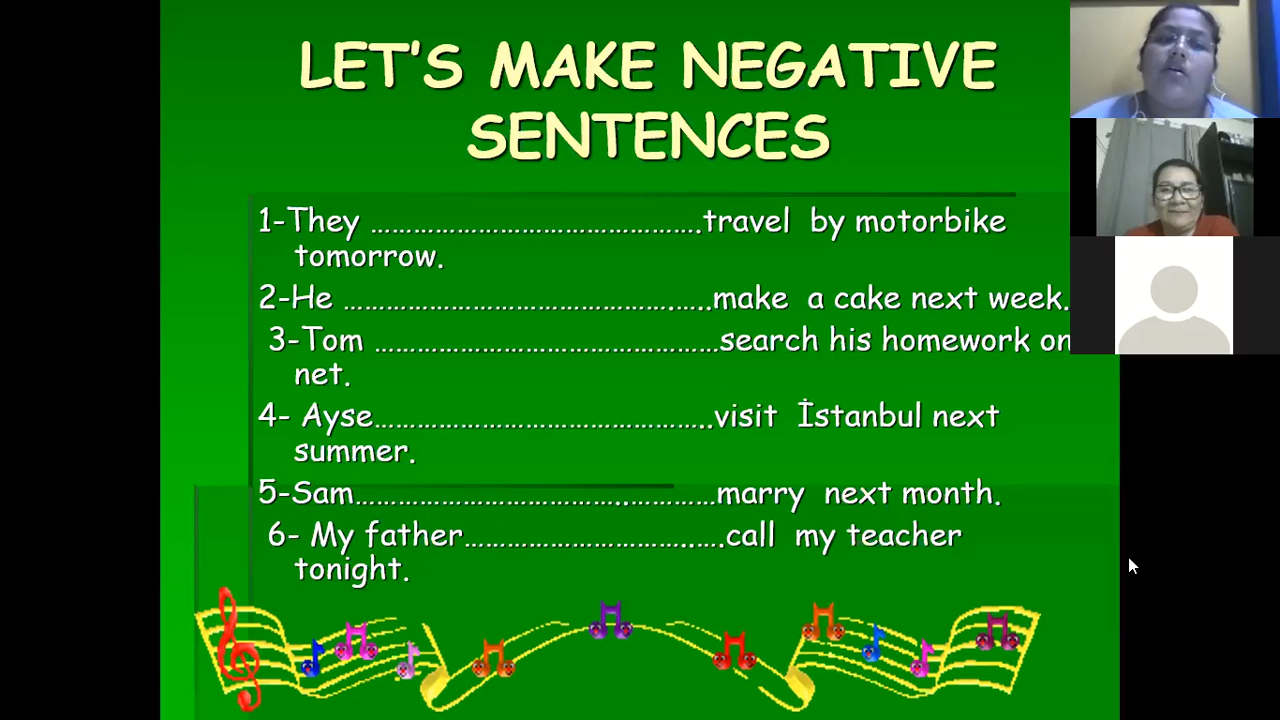 LET'S MAKE NEGATIVE
SENTENCES
1-They ……………………………………….travel by motorbike
tomorrow.
2-He ……………………………………….…..make a cake next week.
3-Tom …………………………………………search his homework on
net.
4- Ayse………………………………………..visit İstanbul next
summer.
5-Sam………………………………..…………marry next month.
6- My father…………………………..….call my teacher
tonight.